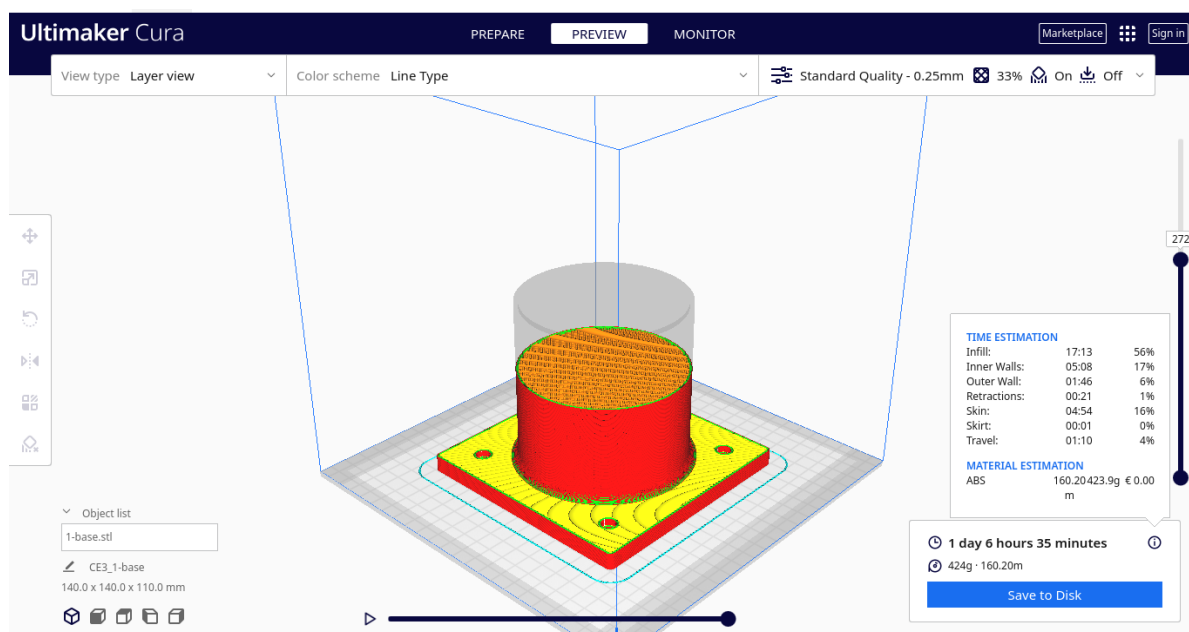 Ultimaker Cura
PREPARE PREVIEW MONITOR
Marketplace Sign in
View type Layer view
Color scheme Line Type
Standard Quality - 0.25mm 33% On Off
272
TIME ESTIMATION
Infill: 17:13 56%
Inner Walls: 05:08 17%
Outer Wall: 01:46 6%
Retractions: 00:21 1%
Skin: 04:54 16%
Skirt: 00:01 0%
Travel: 01:10 4%
MATERIAL ESTIMATION
ABS 160.20 423.9g € 0.00
m
Object list
1-base.stl
CE3_1-base
140.0 x 140.0 x 110.0 mm
1 day 6 hours 35 minutes
424g · 160.20m
Save to Disk